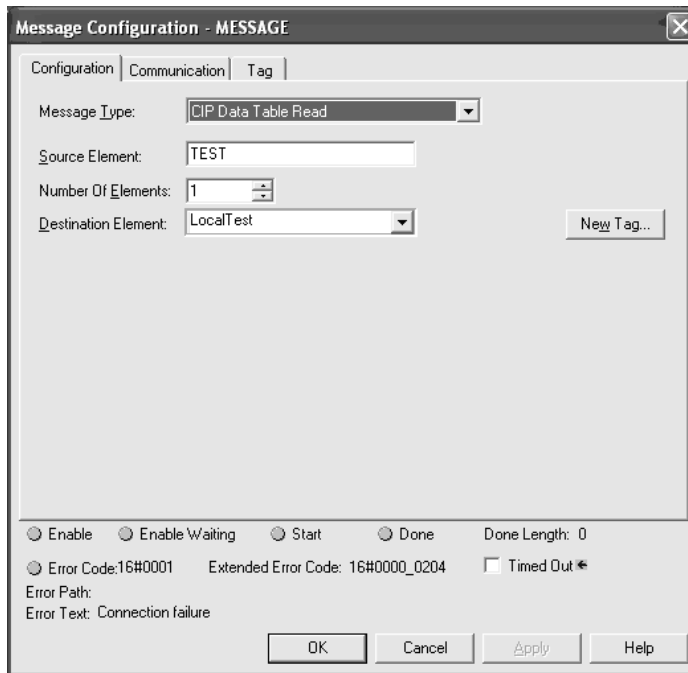 Message Configuration - MESSAGE
Configuration Communication Tag
Message Type: CIP Data Table Read
Source Element: TEST
Number Of Elements: 1
Destination Element: LocalTest New Tag...
Enable Enable Waiting Start Done Done Length: 0
Error Code:16#0001 Extended Error Code: 16#0000_0204 Timed Out
Error Path:
Error Text: Connection failure
OK Cancel Apply Help